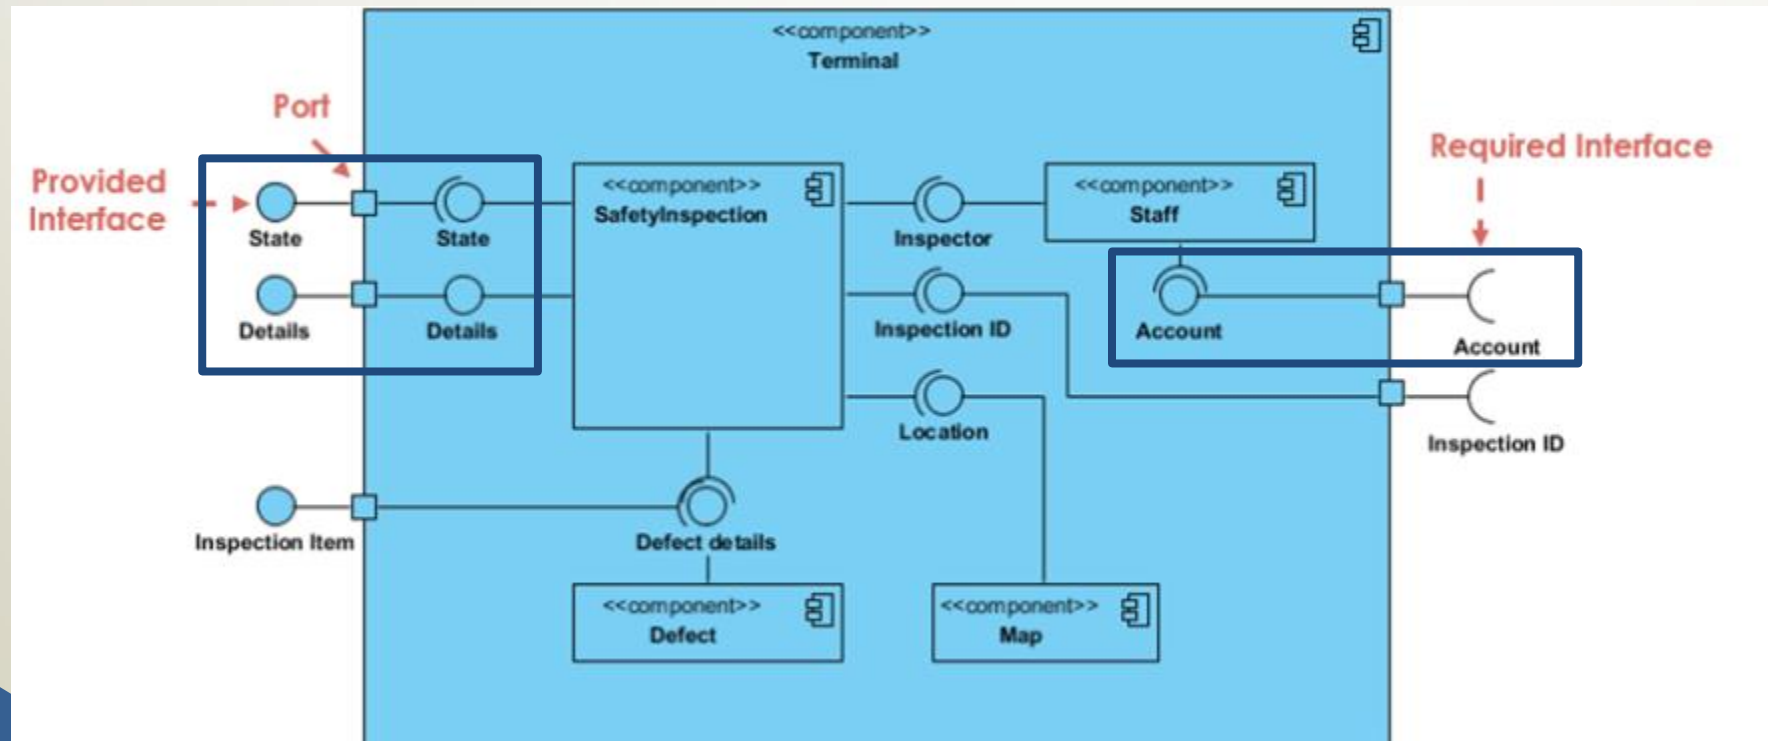 <<component>>
Terminal
Port
Required Interface
Provided
Interface
<<component>>
SafetyInspection
<<component>>
Staff
State
State
Inspector
Details
Details
Inspection ID
Account
Account
Location
Inspection ID
Inspection Item
Defect details
<<component>>
Defect
<<component>>
Map